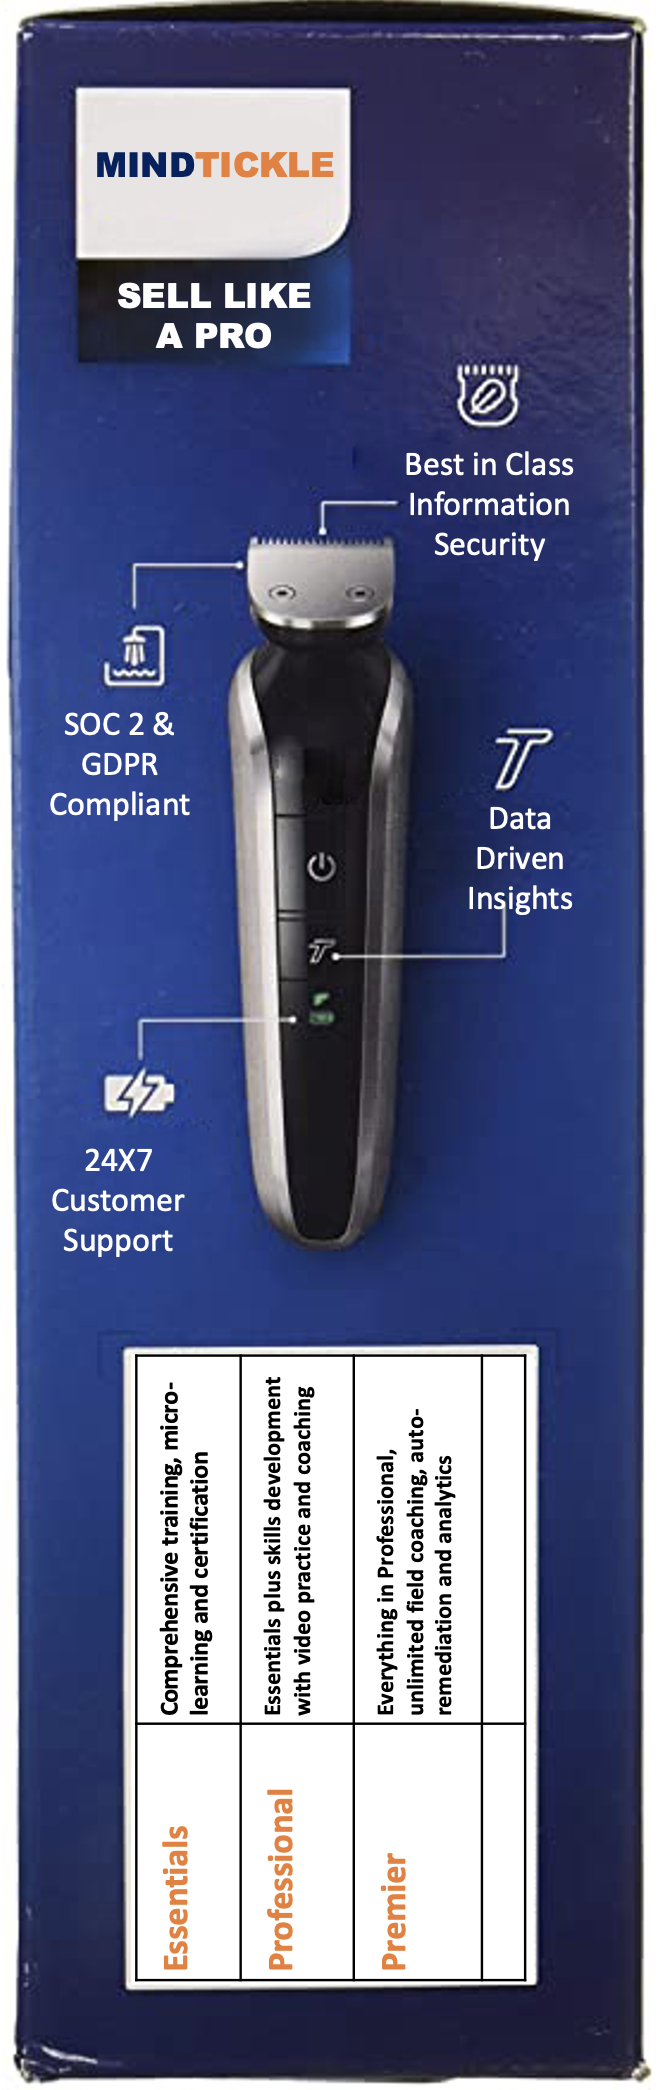 MINDTICKLE
SELL LIKE
A PRO
Best in Class
Information
Security
SOC 2 &
GDPR
Compliant
Data
Driven
Insights
24X7
Customer
Support
Essentials
Comprehensive training, micro-
learning and certification
Professional
Essentials plus skills development
with video practice and coaching
Premier
Everything in Professional,
unlimited field coaching, auto-
remediation and analytics